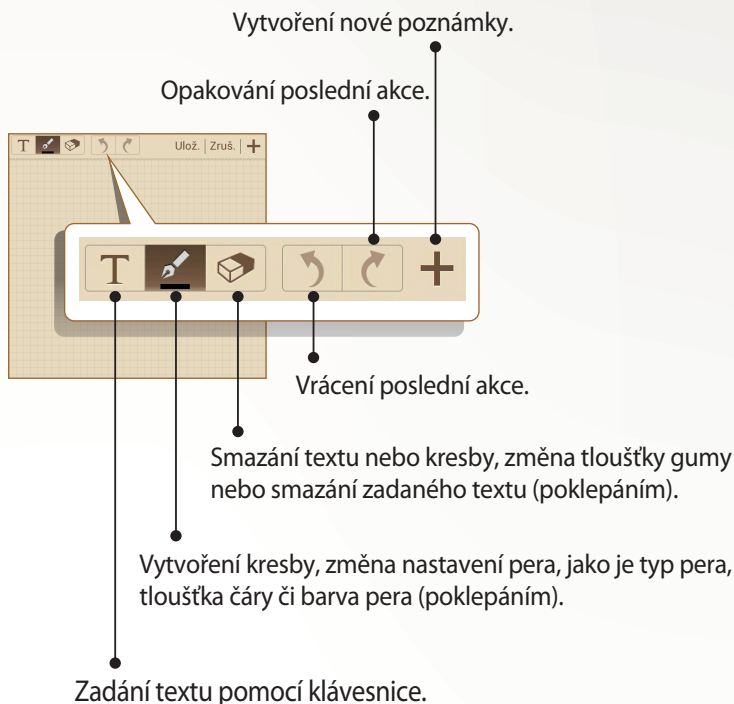 Vytvoření nové poznámky.
Opakování poslední akce.
T Ulož. | Zruš. | +
T +
Vrácení poslední akce.
Smazání textu nebo kresby, změna tloušťky gumy
nebo smazání zadaného textu (poklepáním).
Vytvoření kresby, změna nastavení pera, jako je typ pera,
tloušťka čáry či barva pera (poklepáním).
Zadání textu pomocí klávesnice.